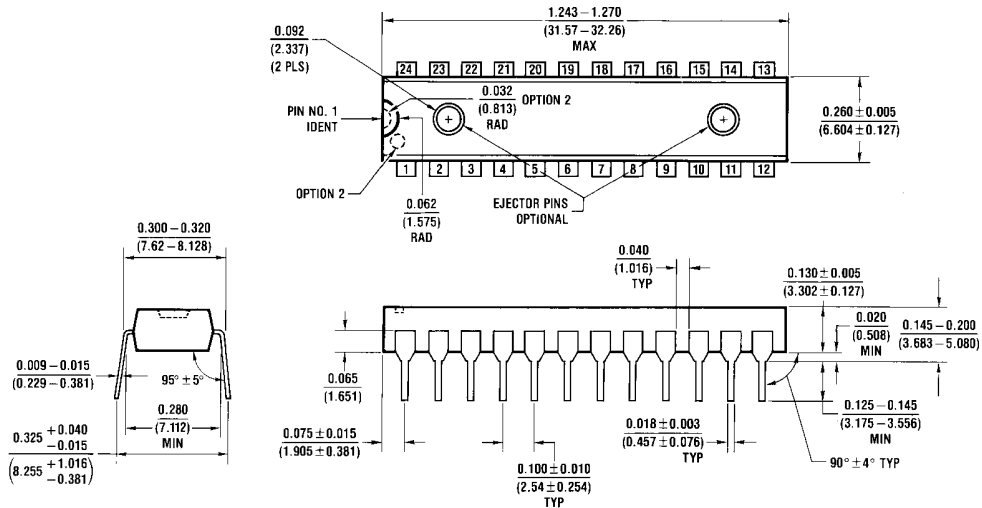 1.243 – 1.270
(31.57 – 32.26)
MAX
0.092
(2.337)
(2 PLS)
24 23 22 21 20 19 18 17 16 15 14 13
0.032
(0.813)
RAD
OPTION 2
PIN NO. 1
IDENT
0.260 ± 0.005
(6.604 ± 0.127)
1 2 3 4 5 6 7 8 9 10 11 12
OPTION 2
0.062
(1.575)
RAD
EJECTOR PINS
OPTIONAL
0.300 – 0.320
(7.62 – 8.128)
0.040
(1.016)
TYP
0.130 ± 0.005
(3.302 ± 0.127)
0.020
(0.508)
MIN
0.145 – 0.200
(3.683 – 5.080)
0.009 – 0.015
(0.229 – 0.381)
95° ± 5°
0.065
(1.651)
0.280
(7.112)
MIN
0.325 +0.040
−0.015
(8.255 +1.016
−0.381)
0.075 ± 0.015
(1.905 ± 0.381)
0.100 ± 0.010
(2.54 ± 0.254)
TYP
0.018 ± 0.003
(0.457 ± 0.076)
TYP
0.125 – 0.145
(3.175 – 3.556)
MIN
90° ± 4° TYP